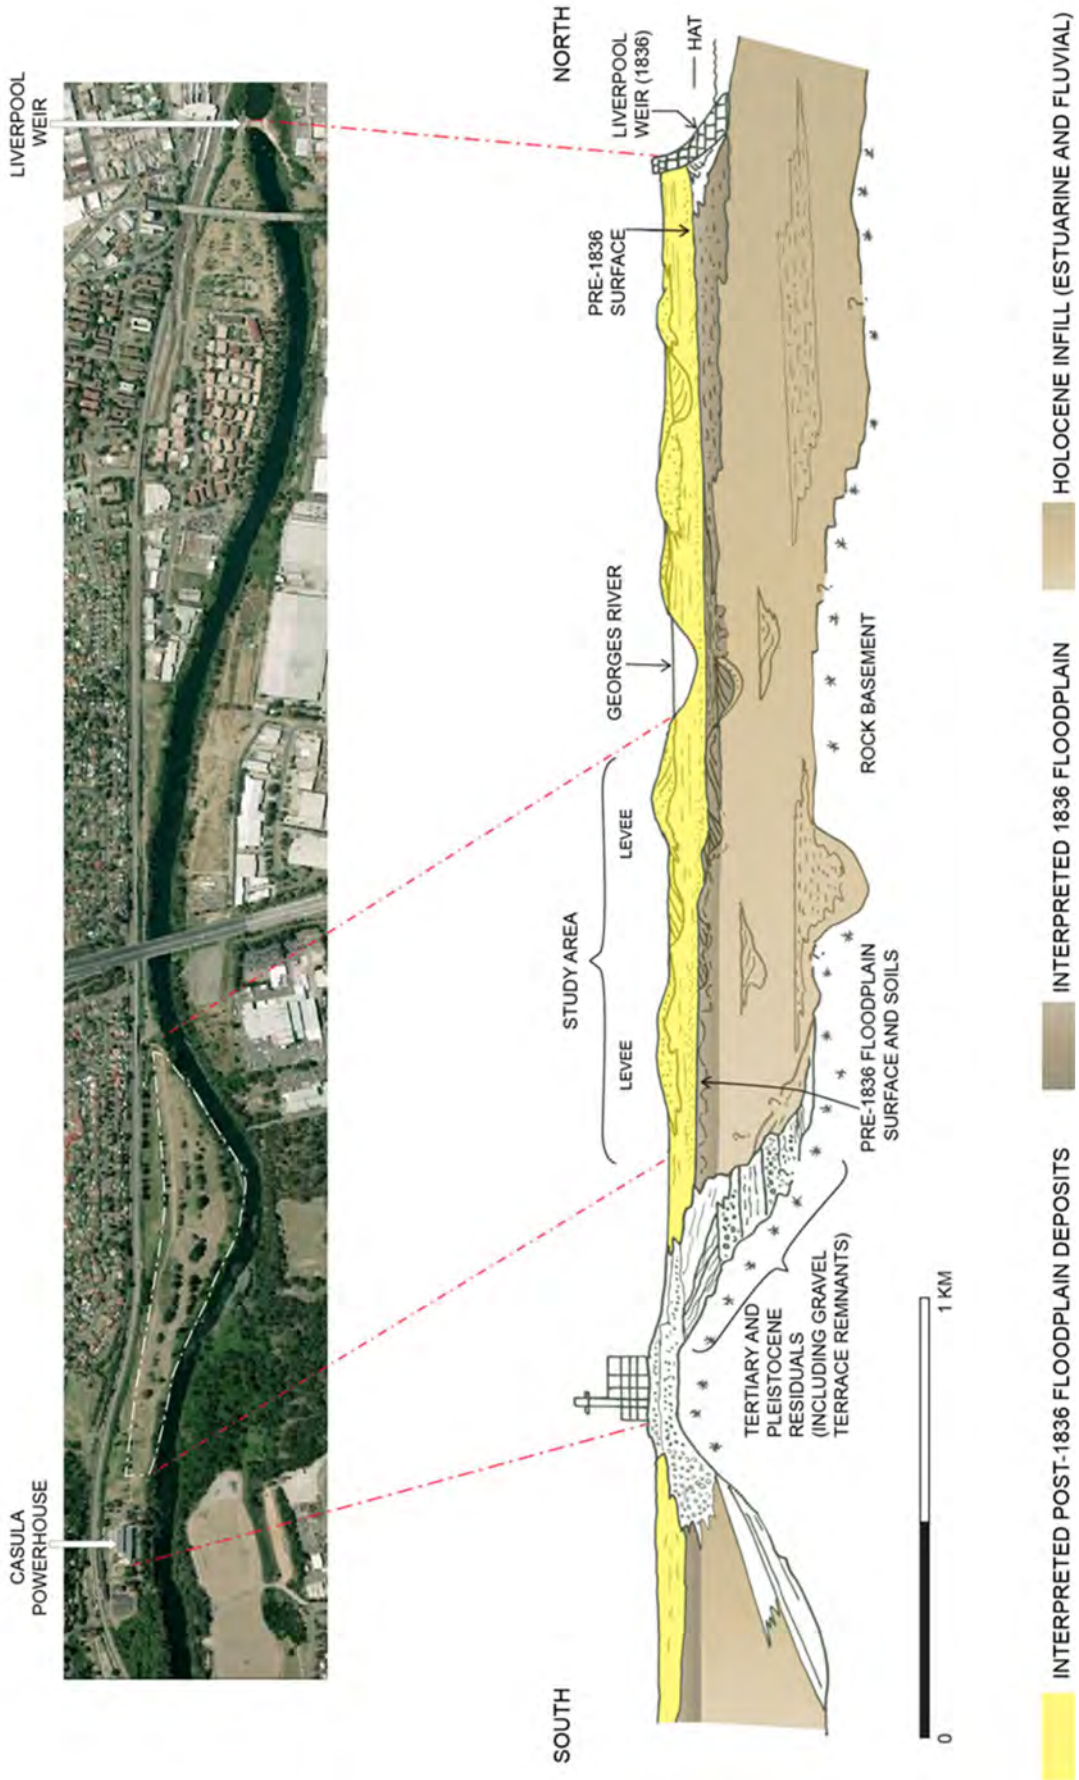 CASULA
POWERHOUSE
LIVERPOOL
WEIR
SOUTH
NORTH
STUDY AREA
LEVEE
LEVEE
GEORGES RIVER
PRE-1836
SURFACE
LIVERPOOL
WEIR (1836)
HAT
TERTIARY AND
PLEISTOCENE
RESIDUALS
(INCLUDING GRAVEL
TERRACE REMNANTS)
PRE-1836 FLOODPLAIN
SURFACE AND SOILS
ROCK BASEMENT
?
?
?
?
?
?
0
1 KM
INTERPRETED POST-1836 FLOODPLAIN DEPOSITS
INTERPRETED 1836 FLOODPLAIN
HOLOCENE INFILL (ESTUARINE AND FLUVIAL)